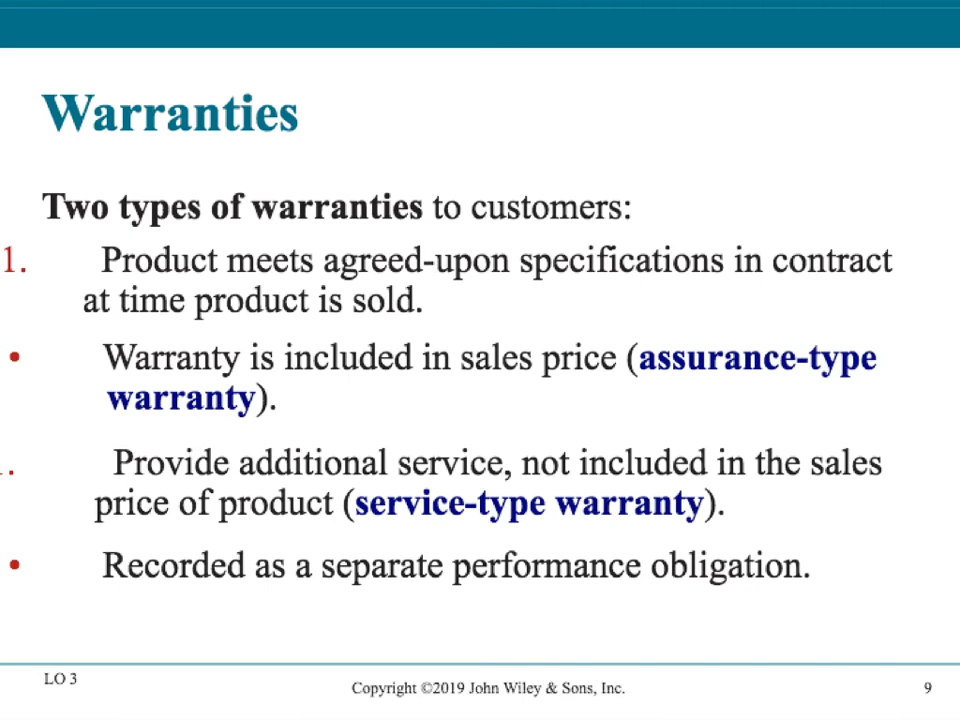 Warranties
Two types of warranties to customers:
1. Product meets agreed-upon specifications in contract
at time product is sold.
• Warranty is included in sales price (assurance-type
warranty).
. Provide additional service, not included in the sales
price of product (service-type warranty).
• Recorded as a separate performance obligation.
LO 3
Copyright ©2019 John Wiley & Sons, Inc.
9